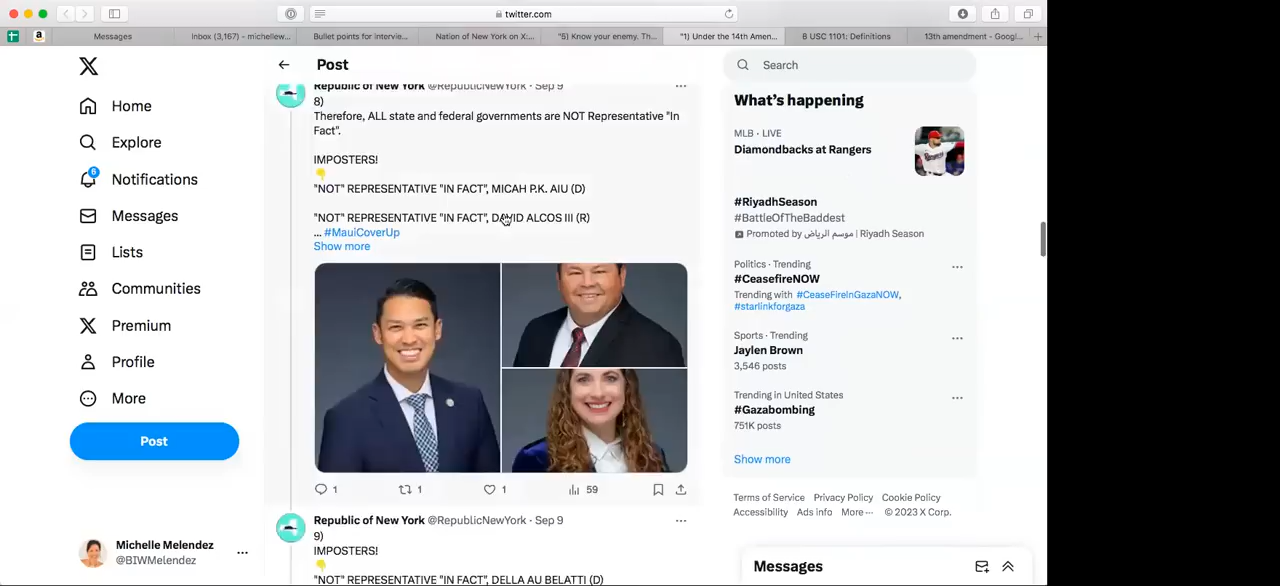 twitter.com
Messages
Inbox (3,167) - michellew...
Bullet points for intervie...
Nation of New York on X:...
"5) Know your enemy. Th...
"1) Under the 14th Amen...
8 USC 1101: Definitions
13th amendment - Googl...
Home
Explore
6
Notifications
Messages
Lists
Communities
Premium
Profile
More
Post
Michelle Melendez
@BIWMelendez
Post
Republic of New York @RepublicNewYork · Sep 9
8)
Therefore, ALL state and federal governments are NOT Representative "In
Fact".
IMPOSTERS!
"NOT" REPRESENTATIVE "IN FACT", MICAH P.K. AIU (D)
"NOT" REPRESENTATIVE "IN FACT", DAVID ALCOS III (R)
... #MauiCoverUp
Show more
1 1 1 59
Republic of New York @RepublicNewYork · Sep 9
9)
IMPOSTERS!
"NOT" REPRESENTATIVE "IN FACT", DELLA AU BELATTI (D)
Search
What's happening
MLB · LIVE
Diamondbacks at Rangers
#RiyadhSeason
#BattleOfTheBaddest
Promoted by موسم الرياض | Riyadh Season
Politics · Trending
#CeasefireNOW
Trending with #CeaseFireInGazaNOW,
#starlinkforgaza
Sports · Trending
Jaylen Brown
3,546 posts
Trending in United States
#Gazabombing
751K posts
Show more
Terms of Service Privacy Policy Cookie Policy
Accessibility Ads info More ··· © 2023 X Corp.
Messages